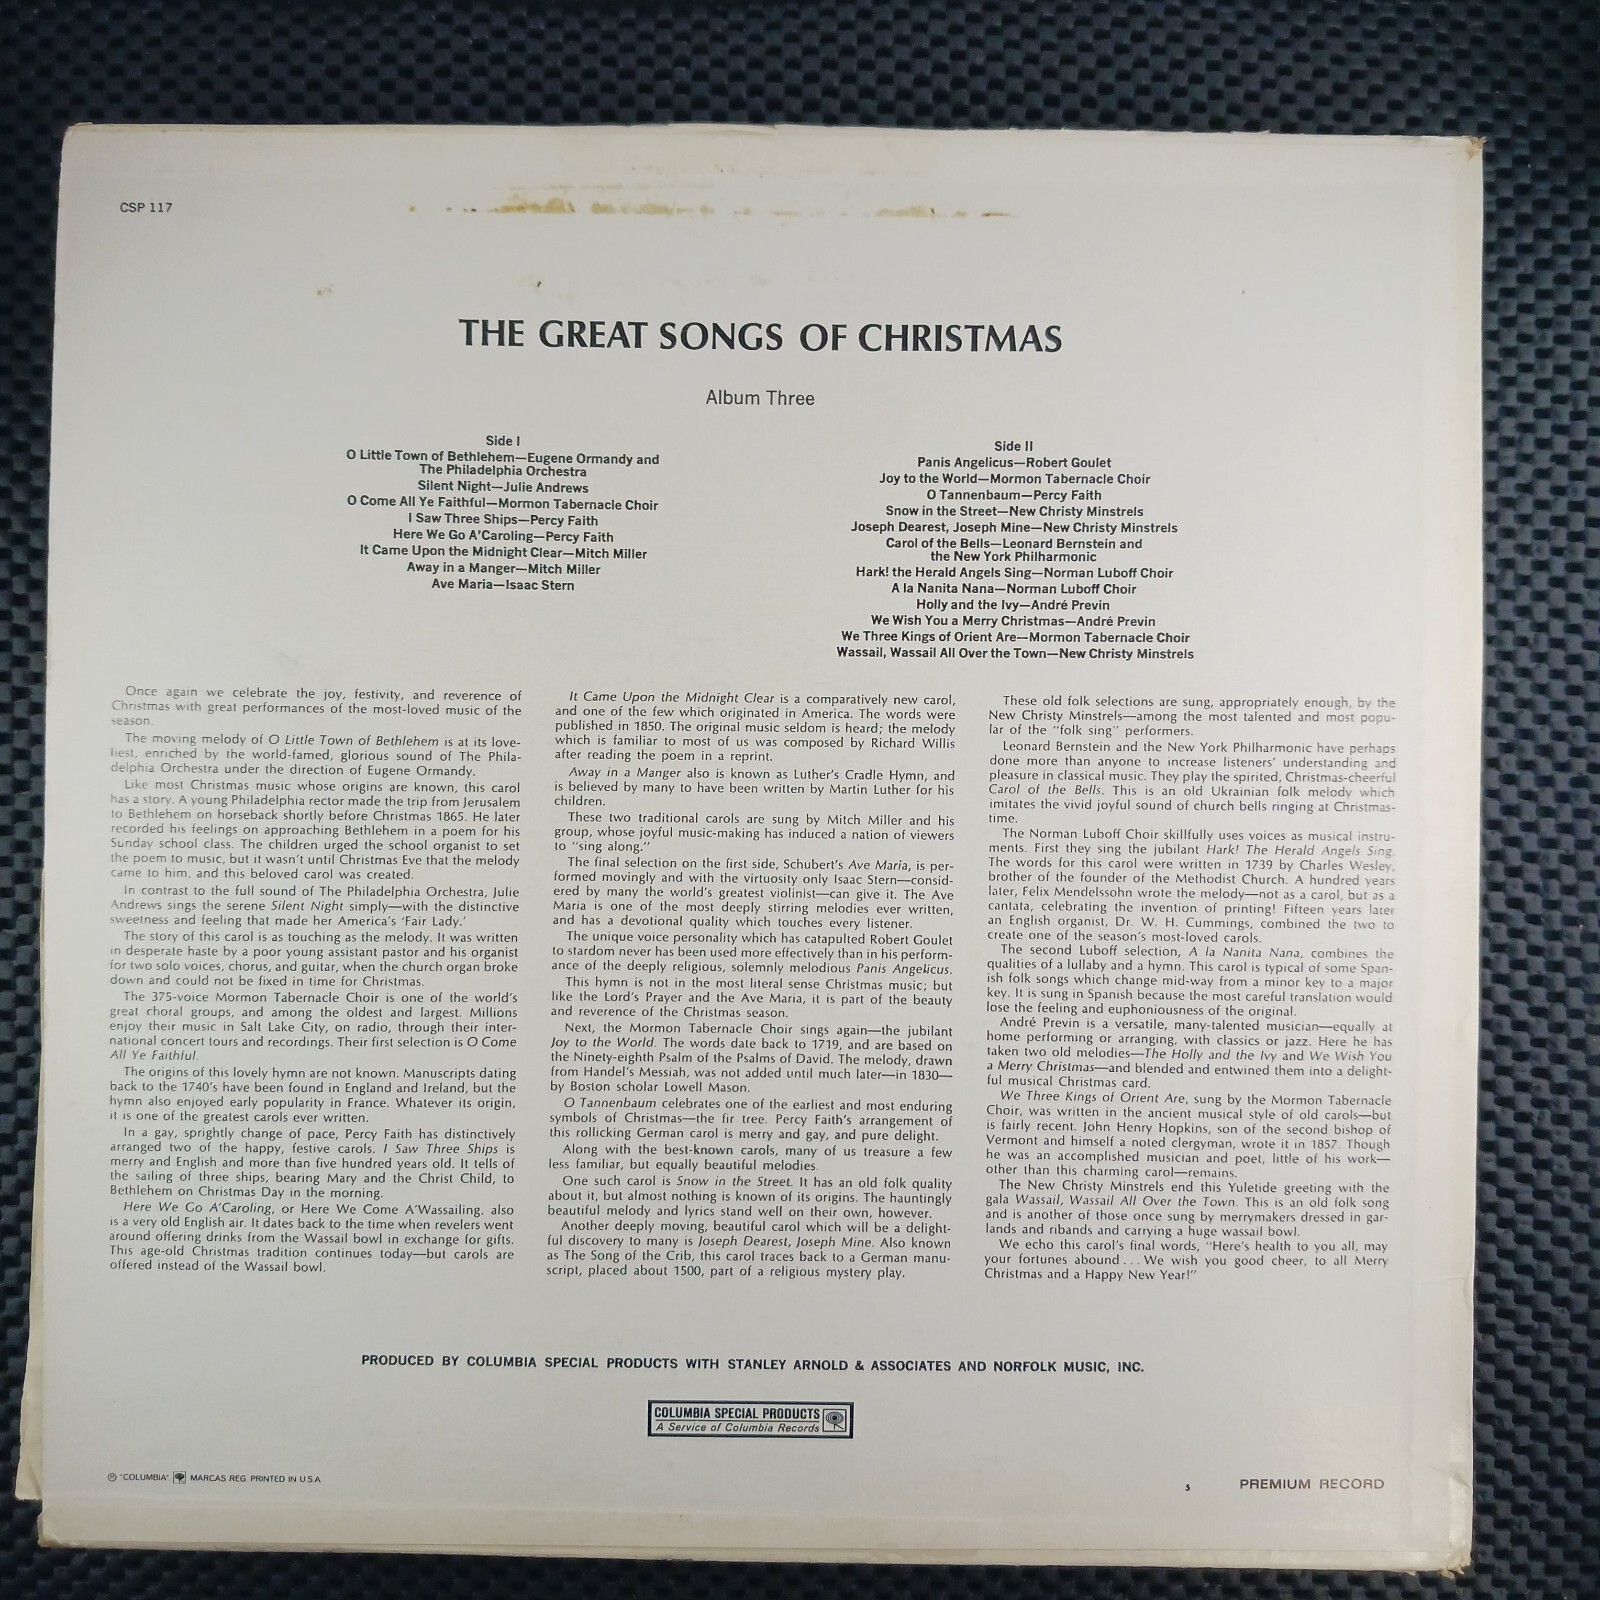 CSP 117
THE GREAT SONGS OF CHRISTMAS
Album Three
Side I
O Little Town of Bethlehem—Eugene Ormandy and
The Philadelphia Orchestra
Silent Night—Julie Andrews
O Come All Ye Faithful—Mormon Tabernacle Choir
I Saw Three Ships—Percy Faith
Here We Go A'Caroling—Percy Faith
It Came Upon the Midnight Clear—Mitch Miller
Away in a Manger—Mitch Miller
Ave Maria—Isaac Stern
Side II
Panis Angelicus—Robert Goulet
Joy to the World—Mormon Tabernacle Choir
O Tannenbaum—Percy Faith
Snow in the Street—New Christy Minstrels
Joseph Dearest, Joseph Mine—New Christy Minstrels
Carol of the Bells—Leonard Bernstein and
the New York Philharmonic
Hark! the Herald Angels Sing—Norman Luboff Choir
A la Nanita Nana—Norman Luboff Choir
Holly and the Ivy—André Previn
We Wish You a Merry Christmas—André Previn
We Three Kings of Orient Are—Mormon Tabernacle Choir
Wassail, Wassail All Over the Town—New Christy Minstrels
Once again we celebrate the joy, festivity, and reverence of
Christmas with great performances of the most-loved music of the
season.
The moving melody of O Little Town of Bethlehem is at its love-
liest, enriched by the world-famed, glorious sound of The Phila-
delphia Orchestra under the direction of Eugene Ormandy.
Like most Christmas music whose origins are known, this carol
has a story. A young Philadelphia rector made the trip from Jerusalem
to Bethlehem on horseback shortly before Christmas 1865. He later
recorded his feelings on approaching Bethlehem in a poem for his
Sunday school class. The children urged the school organist to set
the poem to music, but it wasn't until Christmas Eve that the melody
came to him, and this beloved carol was created.
In contrast to the full sound of The Philadelphia Orchestra, Julie
Andrews sings the serene Silent Night simply—with the distinctive
sweetness and feeling that made her America's 'Fair Lady.'
The story of this carol is as touching as the melody. It was written
in desperate haste by a poor young assistant pastor and his organist
for two solo voices, chorus, and guitar, when the church organ broke
down and could not be fixed in time for Christmas.
The 375-voice Mormon Tabernacle Choir is one of the world's
great choral groups, and among the oldest and largest. Millions
enjoy their music in Salt Lake City, on radio, through their inter-
national concert tours and recordings. Their first selection is O Come
All Ye Faithful.
The origins of this lovely hymn are not known. Manuscripts dating
back to the 1740's have been found in England and Ireland, but the
hymn also enjoyed early popularity in France. Whatever its origin,
it is one of the greatest carols ever written.
In a gay, sprightly change of pace, Percy Faith has distinctively
arranged two of the happy, festive carols. I Saw Three Ships is
merry and English and more than five hundred years old. It tells of
the sailing of three ships, bearing Mary and the Christ Child, to
Bethlehem on Christmas Day in the morning.
Here We Go A'Caroling, or Here We Come A'Wassailing, also
is a very old English air. It dates back to the time when revelers went
around offering drinks from the Wassail bowl in exchange for gifts.
This age-old Christmas tradition continues today—but carols are
offered instead of the Wassail bowl.
It Came Upon the Midnight Clear is a comparatively new carol,
and one of the few which originated in America. The words were
published in 1850. The original music seldom is heard; the melody
which is familiar to most of us was composed by Richard Willis
after reading the poem in a reprint.
Away in a Manger also is known as Luther's Cradle Hymn, and
is believed by many to have been written by Martin Luther for his
children.
These two traditional carols are sung by Mitch Miller and his
group, whose joyful music-making has induced a nation of viewers
to "sing along."
The final selection on the first side, Schubert's Ave Maria, is per-
formed movingly and with the virtuosity only Isaac Stern—consid-
ered by many the world's greatest violinist—can give it. The Ave
Maria is one of the most deeply stirring melodies ever written,
and has a devotional quality which touches every listener.
The unique voice personality which has catapulted Robert Goulet
to stardom never has been used more effectively than in his perform-
ance of the deeply religious, solemnly melodious Panis Angelicus.
This hymn is not in the most literal sense Christmas music; but
like the Lord's Prayer and the Ave Maria, it is part of the beauty
and reverence of the Christmas season.
Next, the Mormon Tabernacle Choir sings again—the jubilant
Joy to the World. The words date back to 1719, and are based on
the Ninety-eighth Psalm of the Psalms of David. The melody, drawn
from Handel's Messiah, was not added until much later—in 1830—
by Boston scholar Lowell Mason.
O Tannenbaum celebrates one of the earliest and most enduring
symbols of Christmas—the fir tree. Percy Faith's arrangement of
this rollicking German carol is merry and gay, and pure delight.
Along with the best-known carols, many of us treasure a few
less familiar, but equally beautiful melodies.
One such carol is Snow in the Street. It has an old folk quality
about it, but almost nothing is known of its origins. The hauntingly
beautiful melody and lyrics stand well on their own, however.
Another deeply moving, beautiful carol which will be a delight-
ful discovery to many is Joseph Dearest, Joseph Mine. Also known
as The Song of the Crib, this carol traces back to a German manu-
script, placed about 1500, part of a religious mystery play.
These old folk selections are sung, appropriately enough, by the
New Christy Minstrels—among the most talented and most popu-
lar of the "folk sing" performers.
Leonard Bernstein and the New York Philharmonic have perhaps
done more than anyone to increase listeners' understanding and
pleasure in classical music. They play the spirited, Christmas-cheerful
Carol of the Bells. This is an old Ukrainian folk melody which
imitates the vivid joyful sound of church bells ringing at Christmas-
time.
The Norman Luboff Choir skillfully uses voices as musical instru-
ments. First they sing the jubilant Hark! The Herald Angels Sing.
The words for this carol were written in 1739 by Charles Wesley,
brother of the founder of the Methodist Church. A hundred years
later, Felix Mendelssohn wrote the melody—not as a carol, but as a
cantata, celebrating the invention of printing! Fifteen years later
an English organist, Dr. W. H. Cummings, combined the two to
create one of the season's most-loved carols.
The second Luboff selection, A la Nanita Nana, combines the
qualities of a lullaby and a hymn. This carol is typical of some Span-
ish folk songs which change mid-way from a minor key to a major
key. It is sung in Spanish because the most careful translation would
lose the feeling and euphoniousness of the original.
André Previn is a versatile, many-talented musician—equally at
home performing or arranging, with classics or jazz. Here he has
taken two old melodies—The Holly and the Ivy and We Wish You
a Merry Christmas—and blended and entwined them into a delight-
ful musical Christmas card.
We Three Kings of Orient Are, sung by the Mormon Tabernacle
Choir, was written in the ancient musical style of old carols—but
is fairly recent. John Henry Hopkins, son of the second bishop of
Vermont and himself a noted clergyman, wrote it in 1857. Though
he was an accomplished musician and poet, little of his work—
other than this charming carol—remains.
The New Christy Minstrels end this Yuletide greeting with the
gala Wassail, Wassail All Over the Town. This is an old folk song
and is another of those once sung by merrymakers dressed in gar-
lands and ribands and carrying a huge wassail bowl.
We echo this carol's final words, "Here's health to you all, may
your fortunes abound . . . We wish you good cheer, to all Merry
Christmas and a Happy New Year!"
PRODUCED BY COLUMBIA SPECIAL PRODUCTS WITH STANLEY ARNOLD & ASSOCIATES AND NORFOLK MUSIC, INC.
COLUMBIA SPECIAL PRODUCTS
A Service of Columbia Records
® "COLUMBIA" MARCAS REG. PRINTED IN U.S.A.
3
PREMIUM RECORD